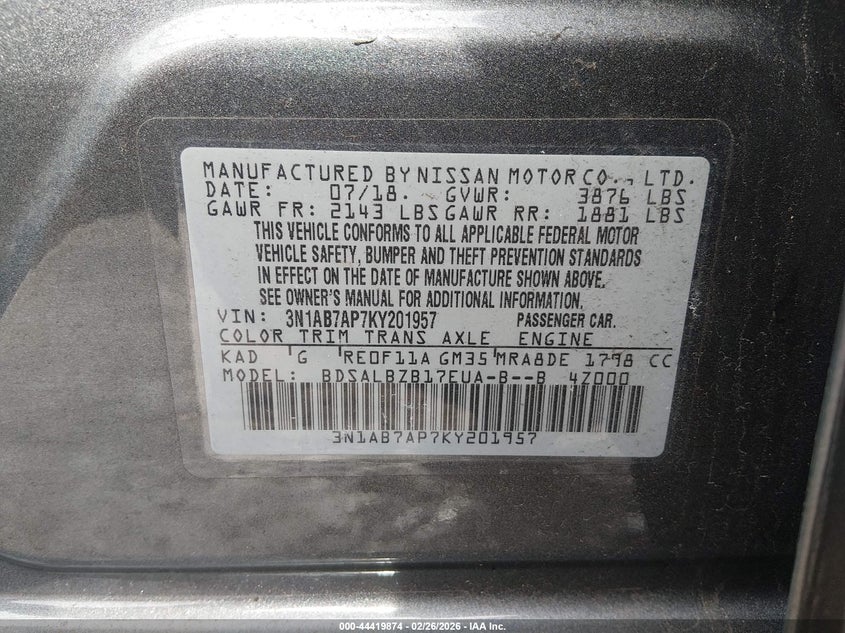 MANUFACTURED BY NISSAN MOTOR CO., LTD.
DATE: 07/18. GVWR: 3876 LBS
GAWR FR: 2143 LBS GAWR RR: 1881 LBS
THIS VEHICLE CONFORMS TO ALL APPLICABLE FEDERAL MOTOR
VEHICLE SAFETY, BUMPER AND THEFT PREVENTION STANDARDS
IN EFFECT ON THE DATE OF MANUFACTURE SHOWN ABOVE.
SEE OWNER'S MANUAL FOR ADDITIONAL INFORMATION.
VIN: 3N1AB7AP7KY201957 PASSENGER CAR.
COLOR TRIM TRANS AXLE ENGINE
KAD G RE0F11A GM35 MRA8DE 1798 CC
MODEL: BDSALBZB17EUA-B--B 4Z000
3N1AB7AP7KY201957
000-44419874 - 02/26/2026 - IAA Inc.